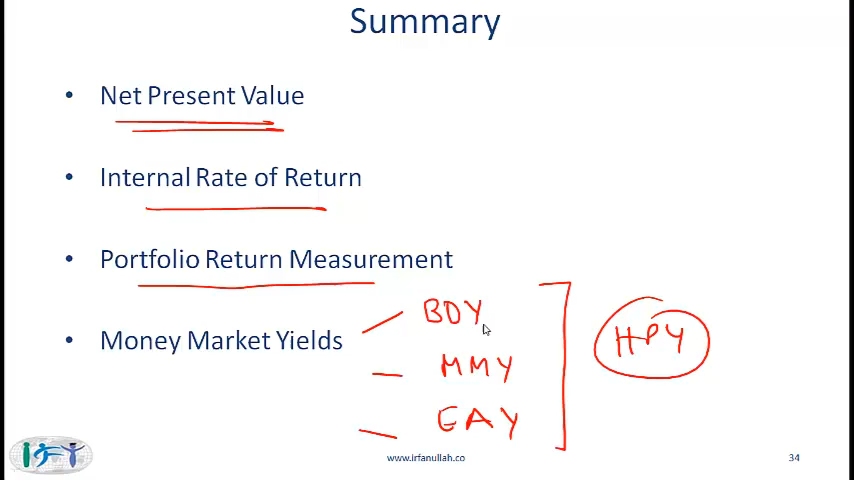 Summary
• Net Present Value
• Internal Rate of Return
• Portfolio Return Measurement
BDY
• Money Market Yields
HPY
MMY
EAY
IFT
www.irfanullah.co
34